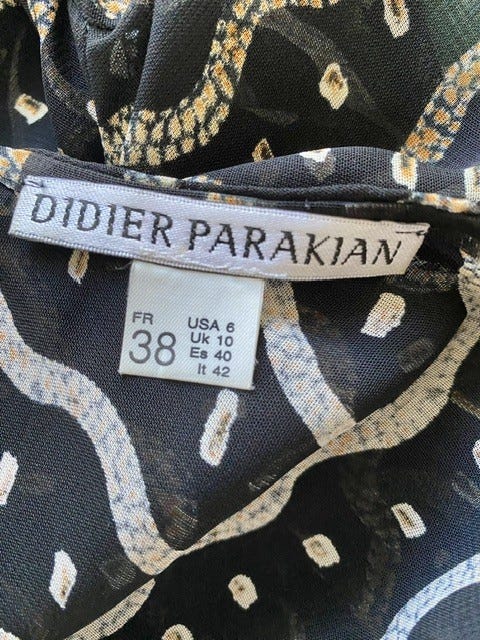 DIDIER PARAKIAN
FR
38
USA 6
Uk 10
Es 40
It 42